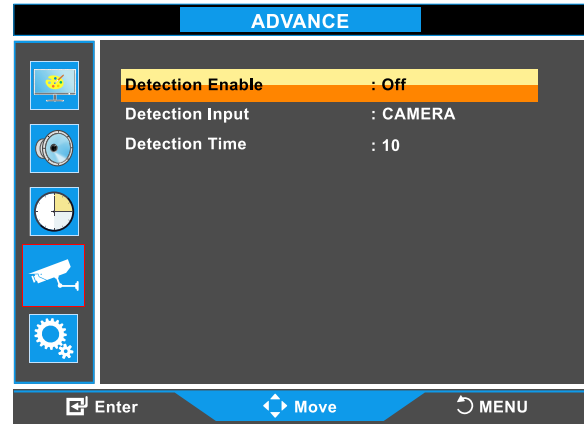 ADVANCE
Detection Enable : Off
Detection Input : CAMERA
Detection Time : 10
Enter Move MENU